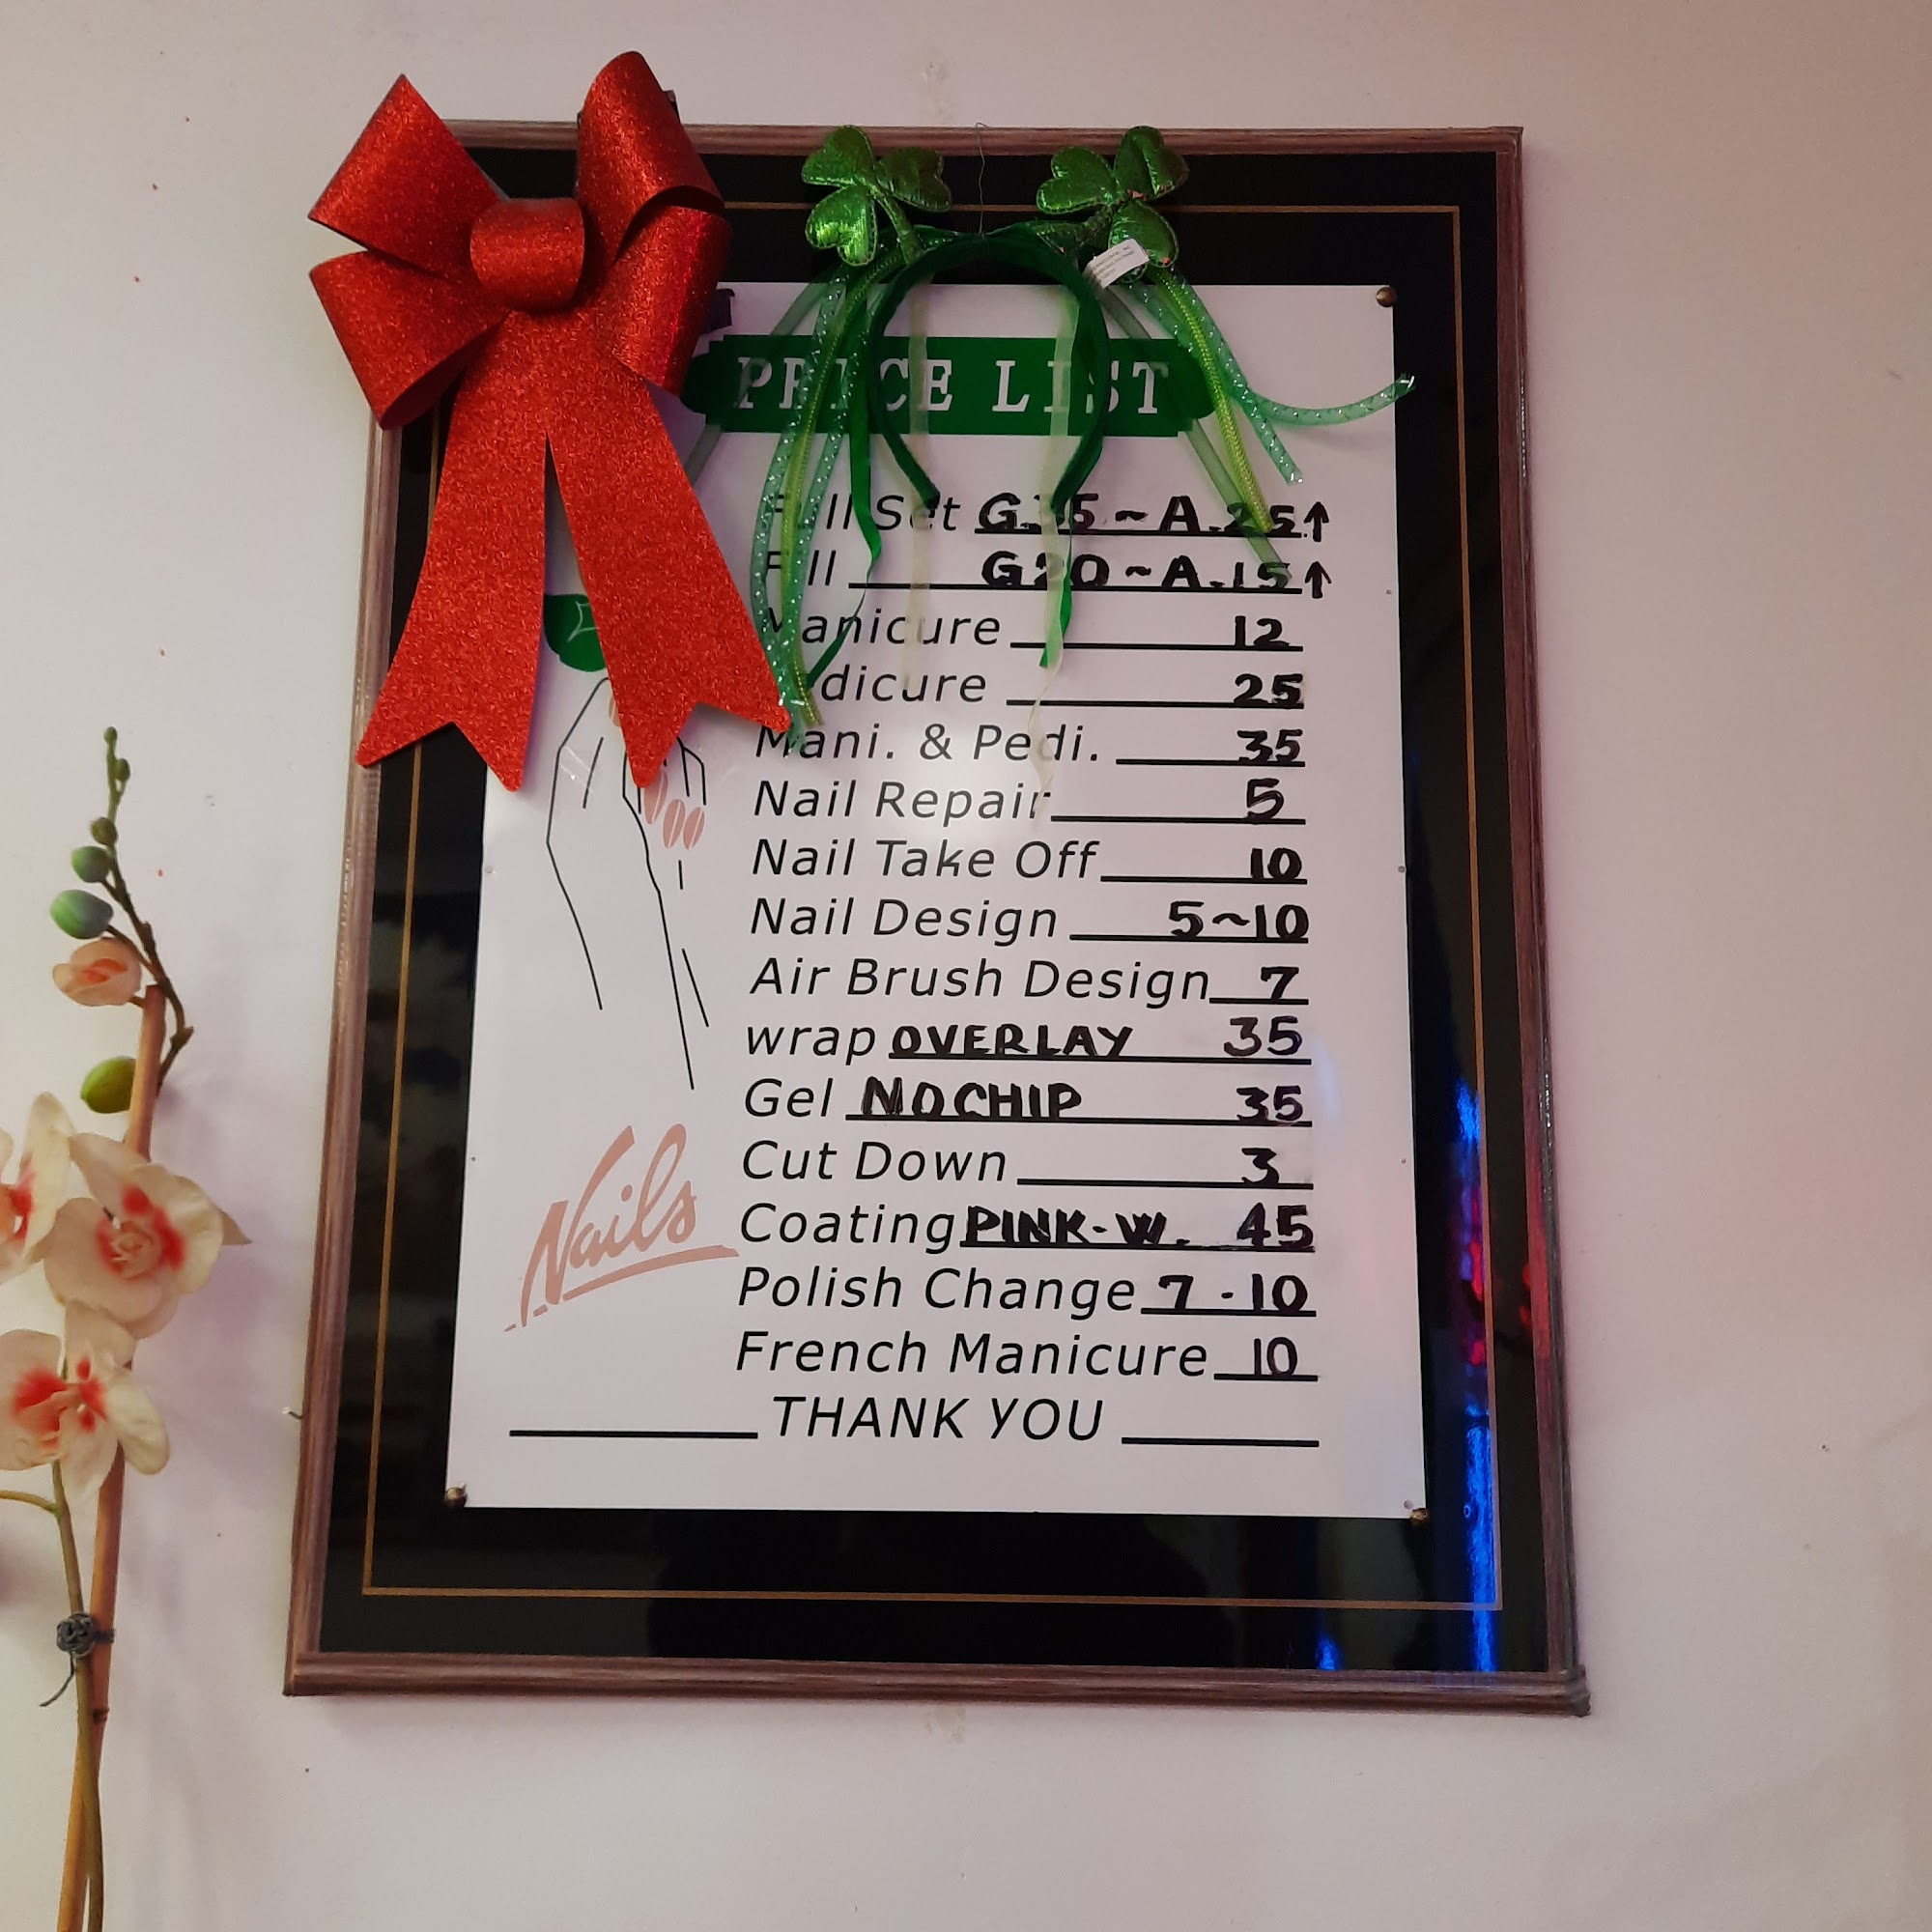 PRICE LIST
Full Set G.35~A.25↑
Fill G20~A.15↑
Manicure 12
Pedicure 25
Mani. & Pedi. 35
Nail Repair 5
Nail Take Off 10
Nail Design 5~10
Air Brush Design 7
wrap OVERLAY 35
Gel NOCHIP 35
Cut Down 3
Coating PINK-W. 45
Polish Change 7-10
French Manicure 10
THANK YOU
Nails